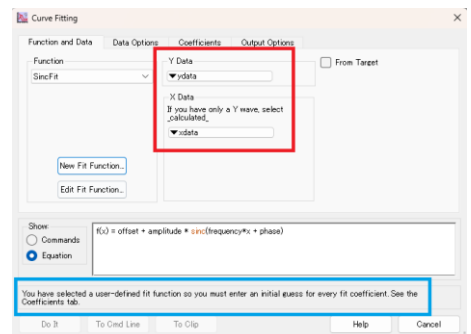 Curve Fitting
Function and Data Data Options Coefficients Output Options
Function
SincFit
Y Data
ydata
From Target
X Data
If you have only a Y wave, select
_calculated_
xdata
New Fit Function...
Edit Fit Function...
Show:
Commands
Equation
f(x) = offset + amplitude * sinc(frequency*x + phase)
You have selected a user-defined fit function so you must enter an initial guess for every fit coefficient. See the
Coefficients tab.
Do It To Cmd Line To Clip Help Cancel